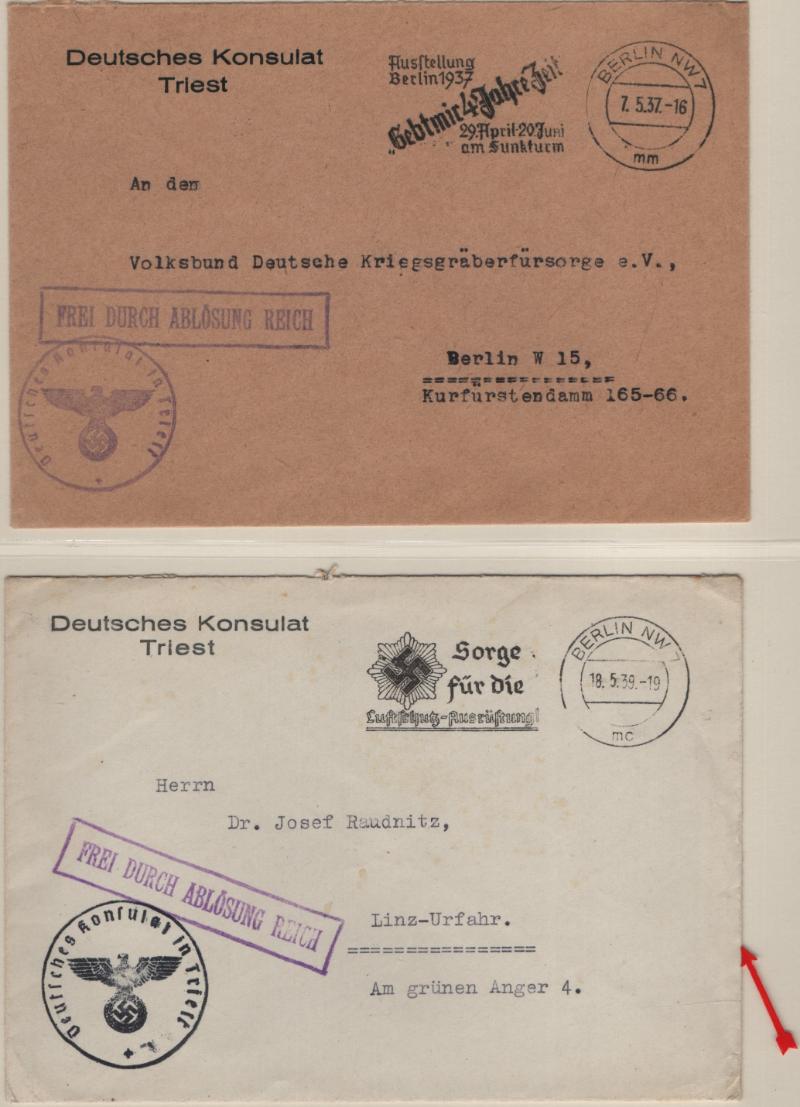 Deutsches Konsulat
Triest
Ausstellung
Berlin 1937
„Gebt mir 4 Jahre Zeit
29. April-20. Juni
am Funkturm
BERLIN NW 7
7. 5.37.-16
mm
An den
Volksbund Deutsche Kriegsgräberfürsorge e.V.,
FREI DURCH ABLÖSUNG REICH
Deutsches Konsulat in Triest
Berlin W 15,
Kurfürstendamm 165-66.
Deutsches Konsulat
Triest
Sorge
für die
Luftschutz-Ausrüstung!
BERLIN NW 7
18. 5.39.-19
mc
Herrn
Dr. Josef Raudnitz,
FREI DURCH ABLÖSUNG REICH
Deutsches Konsulat in Triest
Linz-Urfahr.
Am grünen Anger 4.